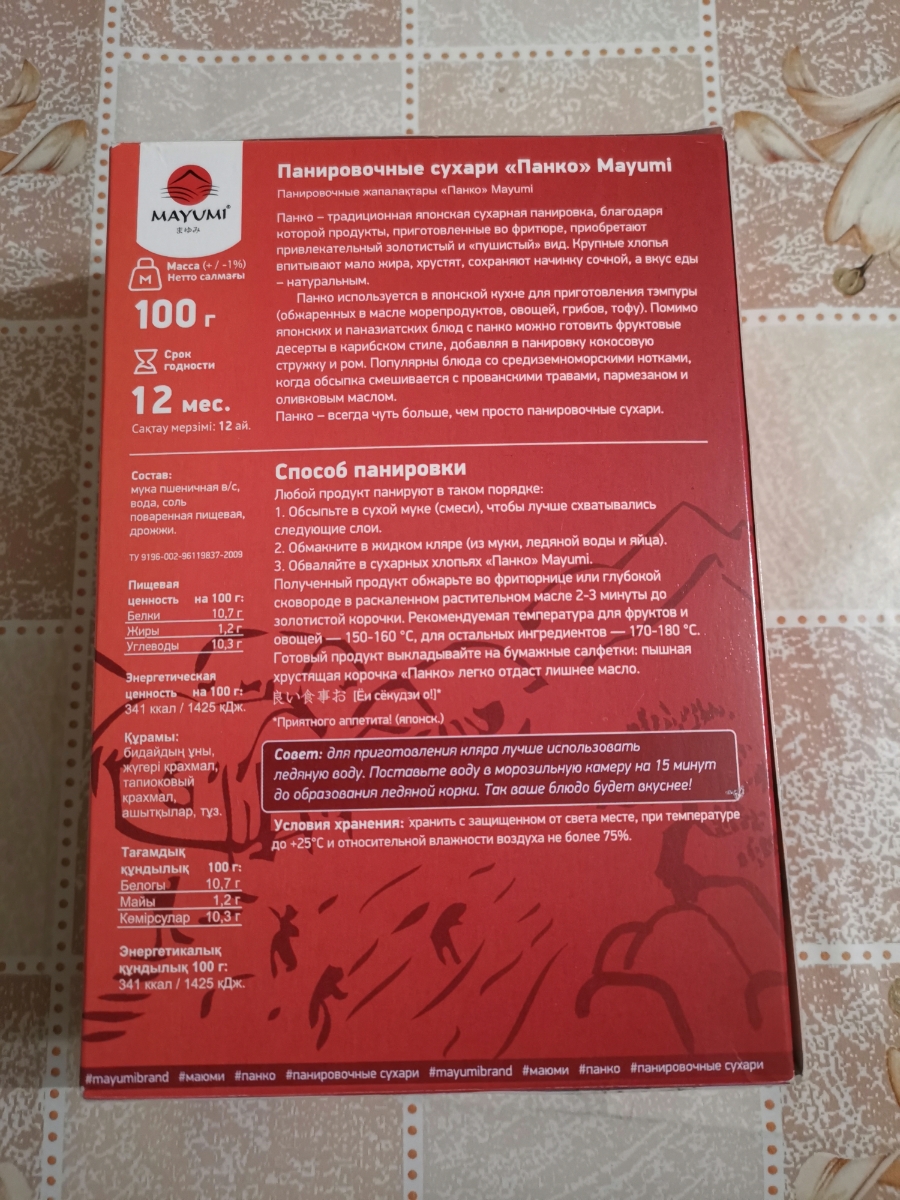 MAYUMI®
まゆみ
Масса (+ / -1%)
Нетто салмағы
М
100 г
Срок
годности
12 мес.
Сақтау мерзімі: 12 ай.
Панировочные сухари «Панко» Mayumi
Панировочные жапалақтары «Панко» Mayumi
Панко – традиционная японская сухарная панировка, благодаря
которой продукты, приготовленные во фритюре, приобретают
привлекательный золотистый и «пушистый» вид. Крупные хлопья
впитывают мало жира, хрустят, сохраняют начинку сочной, а вкус еды
– натуральным.
Панко используется в японской кухне для приготовления тэмпуры
(обжаренных в масле морепродуктов, овощей, грибов, тофу). Помимо
японских и паназиатских блюд с панко можно готовить фруктовые
десерты в карибском стиле, добавляя в панировку кокосовую
стружку и ром. Популярны блюда со средиземноморскими нотками,
когда обсыпка смешивается с прованскими травами, пармезаном и
оливковым маслом.
Панко – всегда чуть больше, чем просто панировочные сухари.
Состав:
мука пшеничная в/с,
вода, соль
поваренная пищевая,
дрожжи.
ТУ 9196-002-96119837-2009
Пищевая
ценность на 100 г:
Белки 10,7 г
Жиры 1,2 г
Углеводы 10,3 г
Энергетическая
ценность на 100 г:
341 ккал / 1425 кДж.
Құрамы:
бидайдың ұны,
жүгері крахмал,
тапиоковый
крахмал,
ашытқылар, тұз.
Тағамдық
құндылық 100 г:
Белогы 10,7 г
Майы 1,2 г
Көмірсулар 10,3 г
Энергетикалық
құндылық 100 г:
341 ккал / 1425 кДж.
Способ панировки
Любой продукт панируют в таком порядке:
1. Обсыпьте в сухой муке (смеси), чтобы лучше схватывались
следующие слои.
2. Обмакните в жидком кляре (из муки, ледяной воды и яйца).
3. Обваляйте в сухарных хлопьях «Панко» Mayumi.
Полученный продукт обжарьте во фритюрнице или глубокой
сковороде в раскаленном растительном масле 2-3 минуты до
золотистой корочки. Рекомендуемая температура для фруктов и
овощей — 150-160 °С, для остальных ингредиентов — 170-180 °С.
Готовый продукт выкладывайте на бумажные салфетки: пышная
хрустящая корочка «Панко» легко отдаст лишнее масло.
良い食事お [Ёи сёкудзи о!]*
*Приятного аппетита! (японск.)
Совет: для приготовления кляра лучше использовать
ледяную воду. Поставьте воду в морозильную камеру на 15 минут
до образования ледяной корки. Так ваше блюдо будет вкуснее!
Условия хранения: хранить с защищенном от света месте, при температуре
до +25°С и относительной влажности воздуха не более 75%.
#mayumibrand #маюми #панко #панировочные сухари #mayumibrand #маюми #панко #панировочные сухари